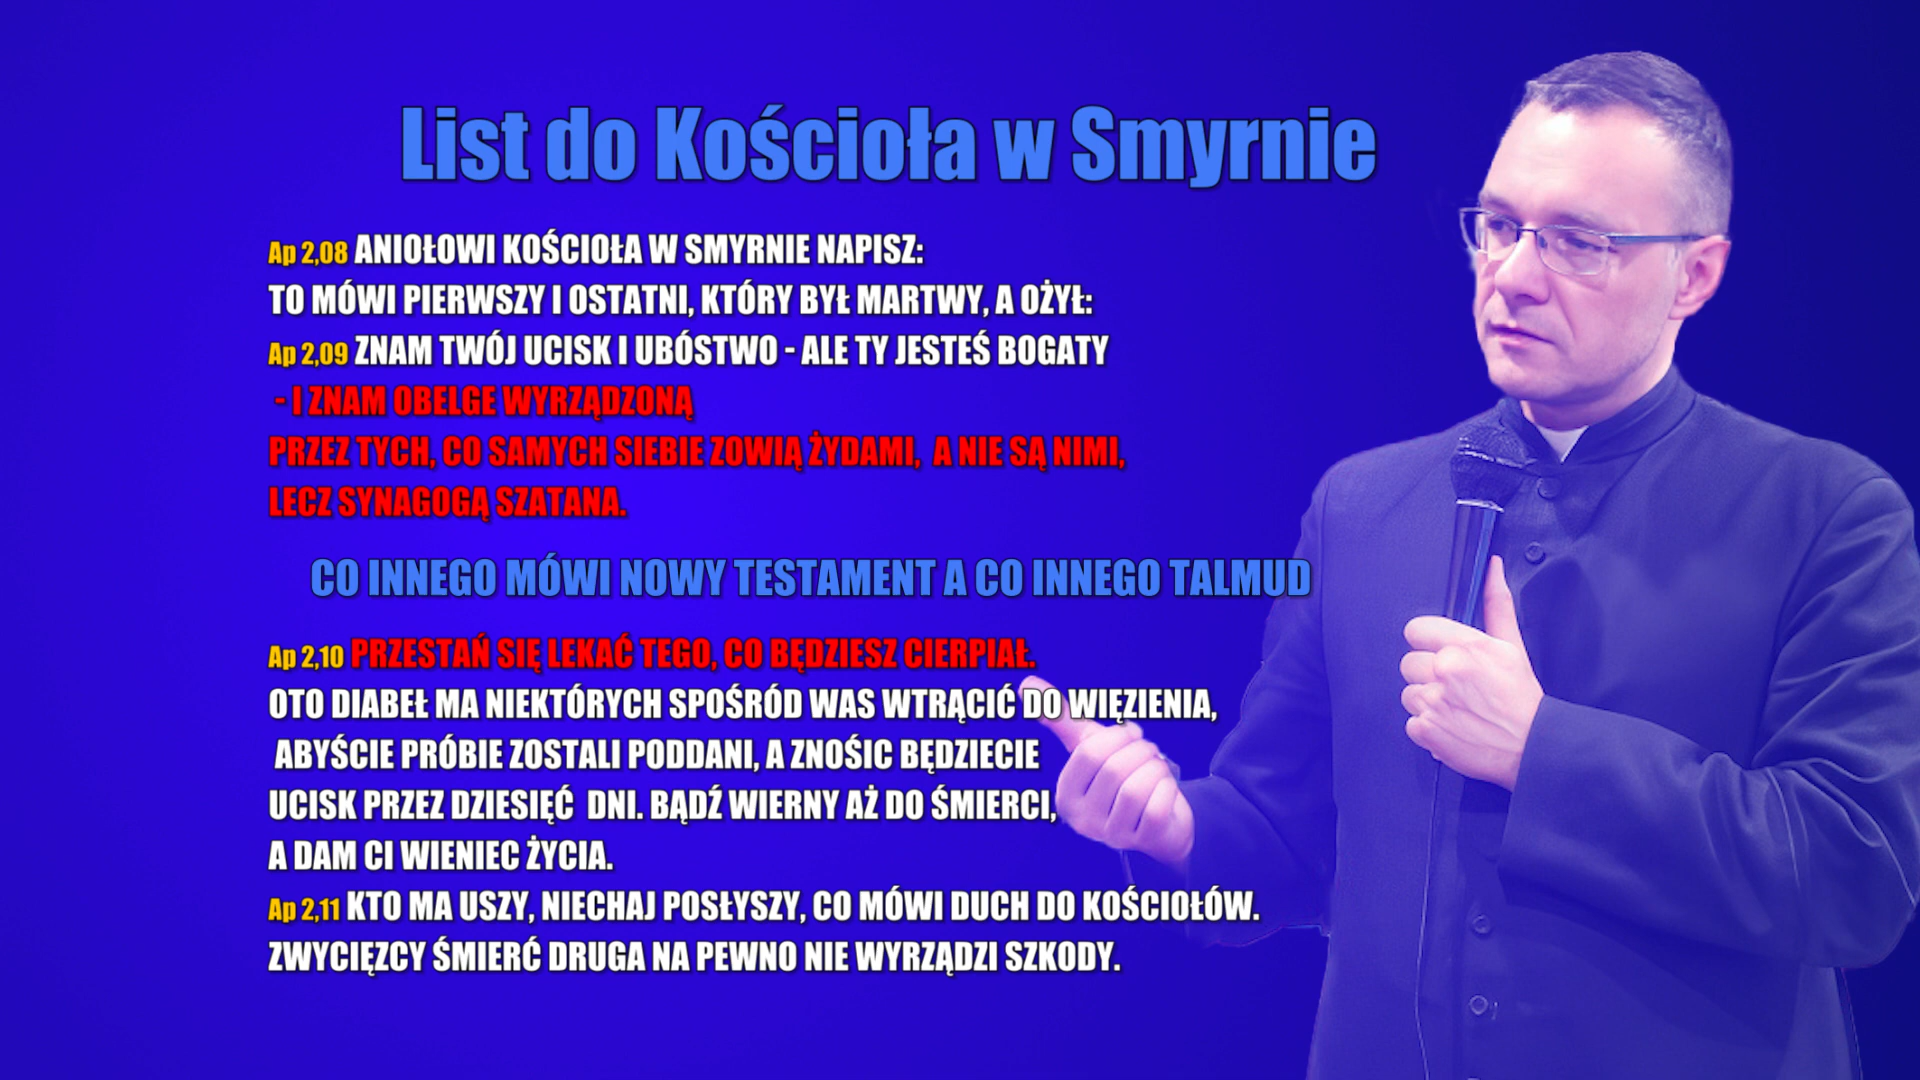 List do Kościoła w Smyrnie
Ap 2,08 ANIOŁOWI KOŚCIOŁA W SMYRNIE NAPISZ:
TO MÓWI PIERWSZY I OSTATNI, KTÓRY BYŁ MARTWY, A OŻYŁ:
Ap 2,09 ZNAM TWÓJ UCISK I UBÓSTWO - ALE TY JESTEŚ BOGATY
- I ZNAM OBELGE WYRZĄDZONĄ
PRZEZ TYCH, CO SAMYCH SIEBIE ZOWIĄ ŻYDAMI, A NIE SĄ NIMI,
LECZ SYNAGOGĄ SZATANA.
CO INNEGO MÓWI NOWY TESTAMENT A CO INNEGO TALMUD
Ap 2,10 PRZESTAŃ SIĘ LEKAĆ TEGO, CO BĘDZIESZ CIERPIAŁ.
OTO DIABEŁ MA NIEKTÓRYCH SPOŚRÓD WAS WTRĄCIĆ DO WIĘZIENIA,
ABYŚCIE PRÓBIE ZOSTALI PODDANI, A ZNOŚIC BĘDZIECIE
UCISK PRZEZ DZIESIĘĆ DNI. BĄDŹ WIERNY AŻ DO ŚMIERCI,
A DAM CI WIENIEC ŻYCIA.
Ap 2,11 KTO MA USZY, NIECHAJ POSŁYSZY, CO MÓWI DUCH DO KOŚCIOŁÓW.
ZWYCIĘZCY ŚMIERĆ DRUGA NA PEWNO NIE WYRZĄDZI SZKODY.